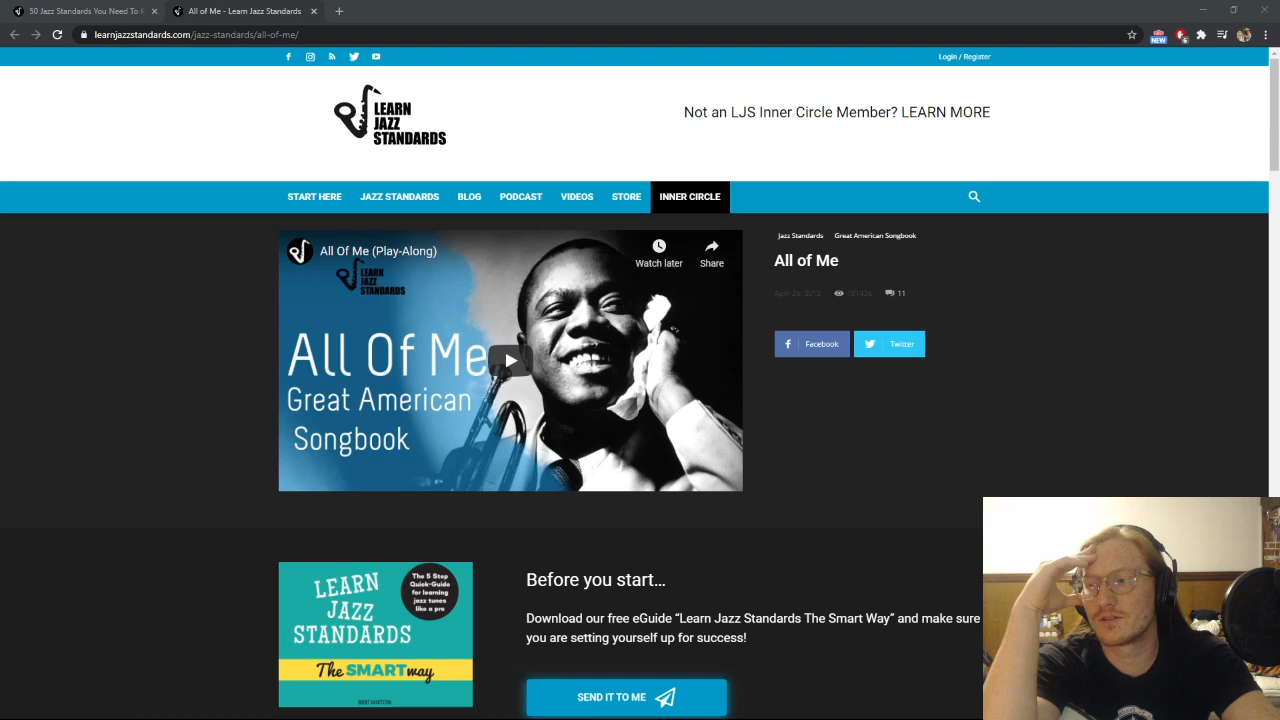 50 Jazz Standards You Need To K
All of Me - Learn Jazz Standards
learnjazzstandards.com/jazz-standards/all-of-me/
NEW
Login / Register
LEARN
JAZZ
STANDARDS
Not an LJS Inner Circle Member? LEARN MORE
START HERE JAZZ STANDARDS BLOG PODCAST VIDEOS STORE INNER CIRCLE
All Of Me (Play-Along)
Watch later
Share
LEARN
JAZZ
STANDARDS
All Of Me
Great American
Songbook
Jazz Standards Great American Songbook
All of Me
April 26, 2010
11
Facebook
Twitter
LEARN
JAZZ
STANDARDS
The SMART way
The 5 Step
Quick-Guide
for learning
jazz tunes
like a pro
Before you start...
Download our free eGuide “Learn Jazz Standards The Smart Way” and make sure
you are setting yourself up for success!
SEND IT TO ME